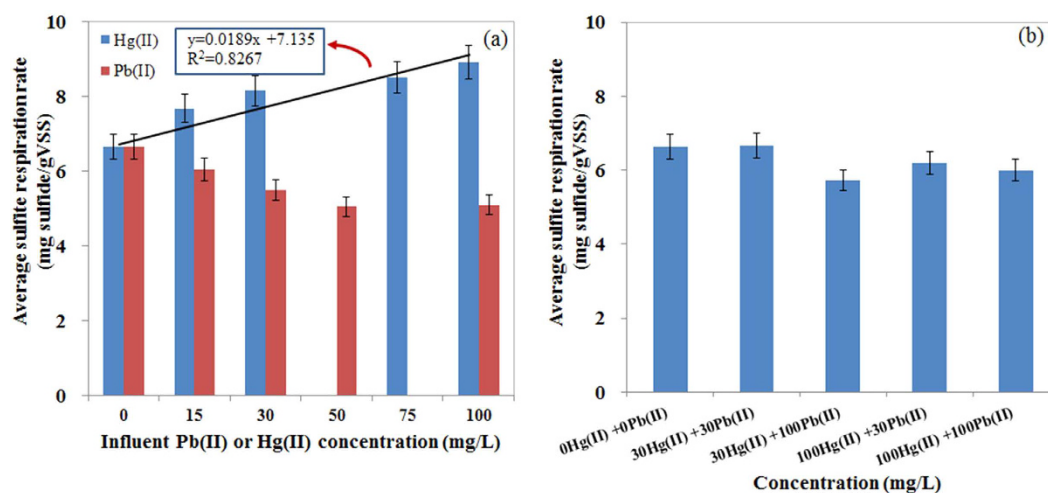 (a)
Hg(II)
Pb(II)
y=0.0189x +7.135
R²=0.8267
Average sulfite respiration rate
(mg sulfide/gVSS)
10
8
6
4
2
0
0 15 30 50 75 100
Influent Pb(II) or Hg(II) concentration (mg/L)
(b)
Average sulfite respiration rate
(mg sulfide/gVSS)
10
8
6
4
2
0
0Hg(II) +0Pb(II)
30Hg(II) +30Pb(II)
30Hg(II) +100Pb(II)
100Hg(II) +30Pb(II)
100Hg(II) +100Pb(II)
Concentration (mg/L)